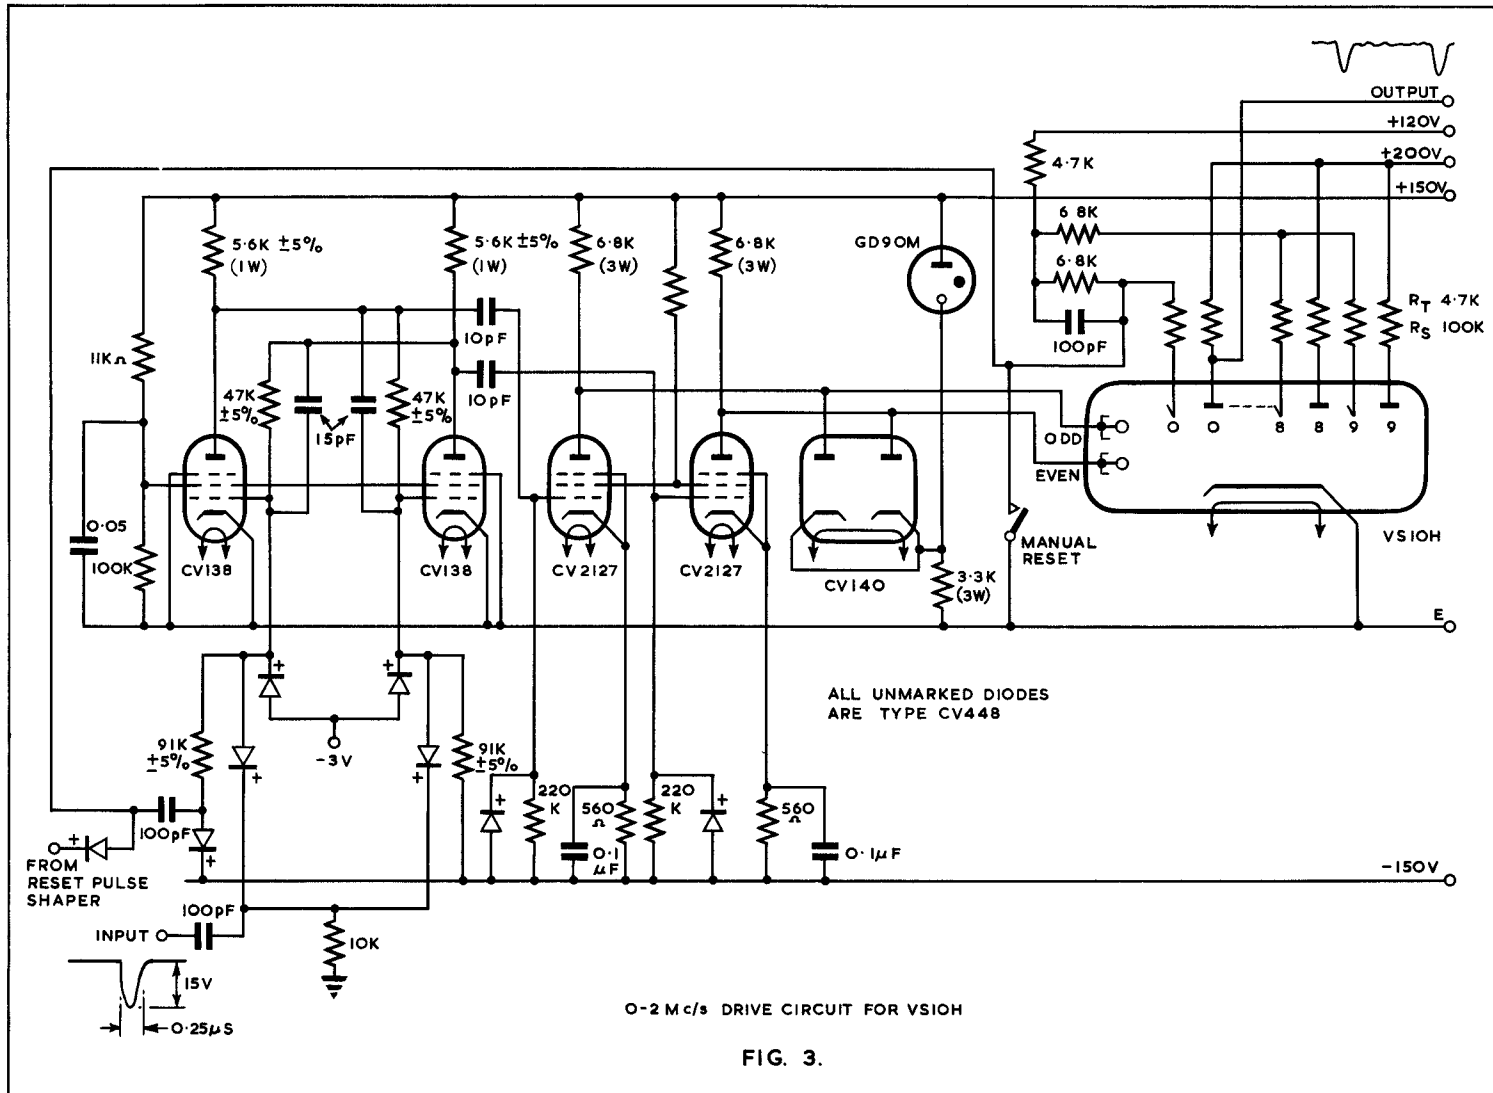 OUTPUT
+120V
4·7K
+200V
+150V
5·6K ±5%
(1W)
5·6K ±5%
(1W)
6·8K
(3W)
6·8K
(3W)
GD90M
6·8K
6·8K
100pF
R_T 4·7K
R_S 100K
11KΩ
10pF
10pF
47K
±5%
47K
±5%
15pF
ODD
EVEN
0 0 8 8 9 9
0·05
100K
CV138
CV138
CV2127
CV2127
CV140
3·3K
(3W)
MANUAL
RESET
VS10H
E
+ + -3V
91K
±5%
+
+
91K
±5%
ALL UNMARKED DIODES
ARE TYPE CV448
100pF
+
+
FROM
RESET PULSE
SHAPER
+
220
K
560
Ω
0·1
μF
220
K
+
560
Ω
0·1μF
-150V
100pF
INPUT
10K
15V
0·25μS
0-2 Mc/s DRIVE CIRCUIT FOR VS10H
FIG. 3.